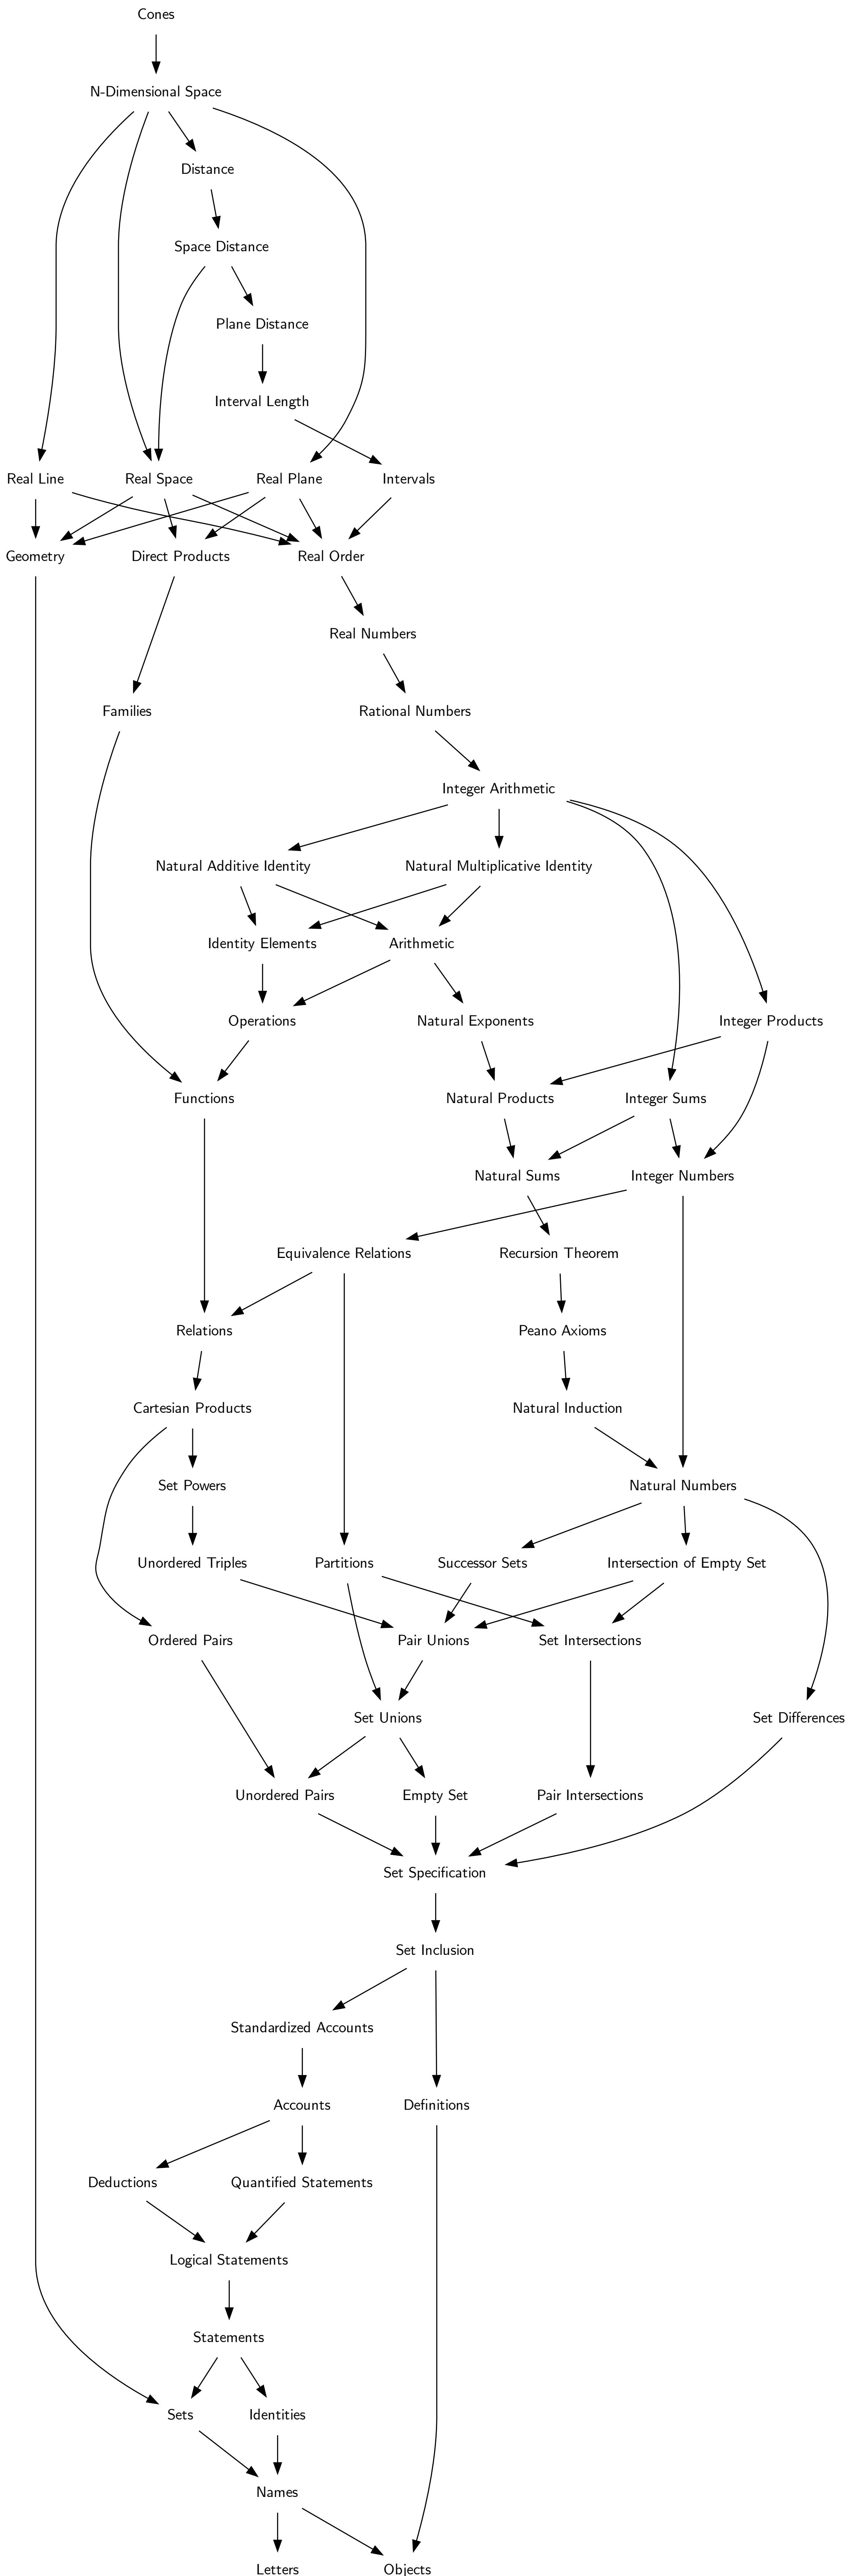 Cones
N-Dimensional Space
Distance
Space Distance
Plane Distance
Interval Length
Real Line
Real Space
Real Plane
Intervals
Geometry
Direct Products
Real Order
Real Numbers
Families
Rational Numbers
Integer Arithmetic
Natural Additive Identity
Natural Multiplicative Identity
Identity Elements
Arithmetic
Operations
Natural Exponents
Integer Products
Functions
Natural Products
Integer Sums
Natural Sums
Integer Numbers
Equivalence Relations
Recursion Theorem
Relations
Peano Axioms
Cartesian Products
Natural Induction
Set Powers
Natural Numbers
Unordered Triples
Partitions
Successor Sets
Intersection of Empty Set
Ordered Pairs
Pair Unions
Set Intersections
Set Unions
Set Differences
Unordered Pairs
Empty Set
Pair Intersections
Set Specification
Set Inclusion
Standardized Accounts
Accounts
Definitions
Deductions
Quantified Statements
Logical Statements
Statements
Sets
Identities
Names
Letters
Objects